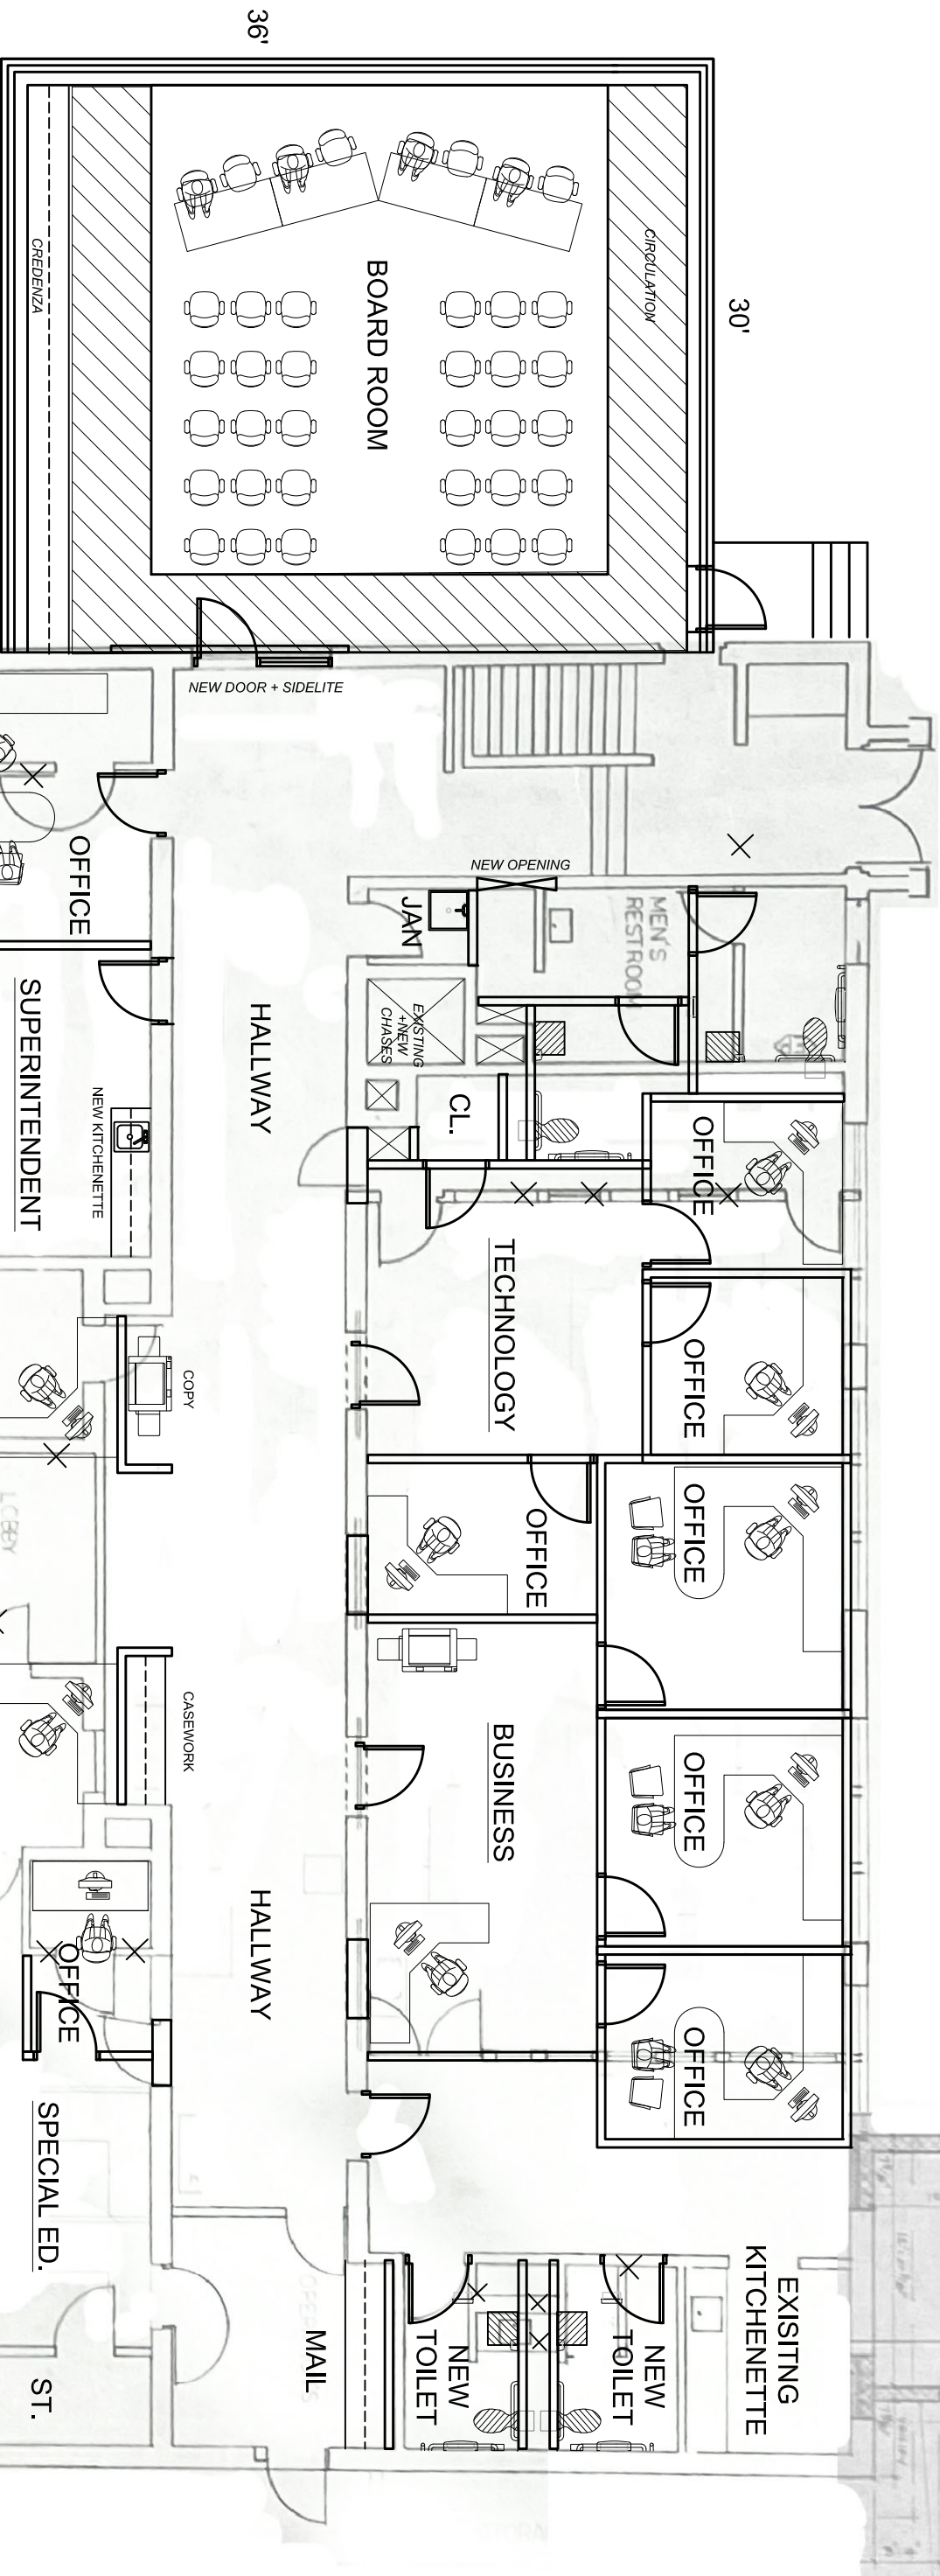 36'
30'
CREDENZA
CIRCULATION
BOARD ROOM
NEW DOOR + SIDELITE
OFFICE
NEW OPENING
JAN
MEN'S
RESTROOM
SUPERINTENDENT
NEW KITCHENETTE
HALLWAY
EXISTING
+NEW
CHASES
CL.
OFFICE
TECHNOLOGY
OFFICE
COPY
LOBBY
OFFICE
OFFICE
CASEWORK
BUSINESS
OFFICE
HALLWAY
OFFICE
OFFICE
SPECIAL ED.
EXISITNG
KITCHENETTE
MAIL
NEW
TOILET
NEW
TOILET
ST.